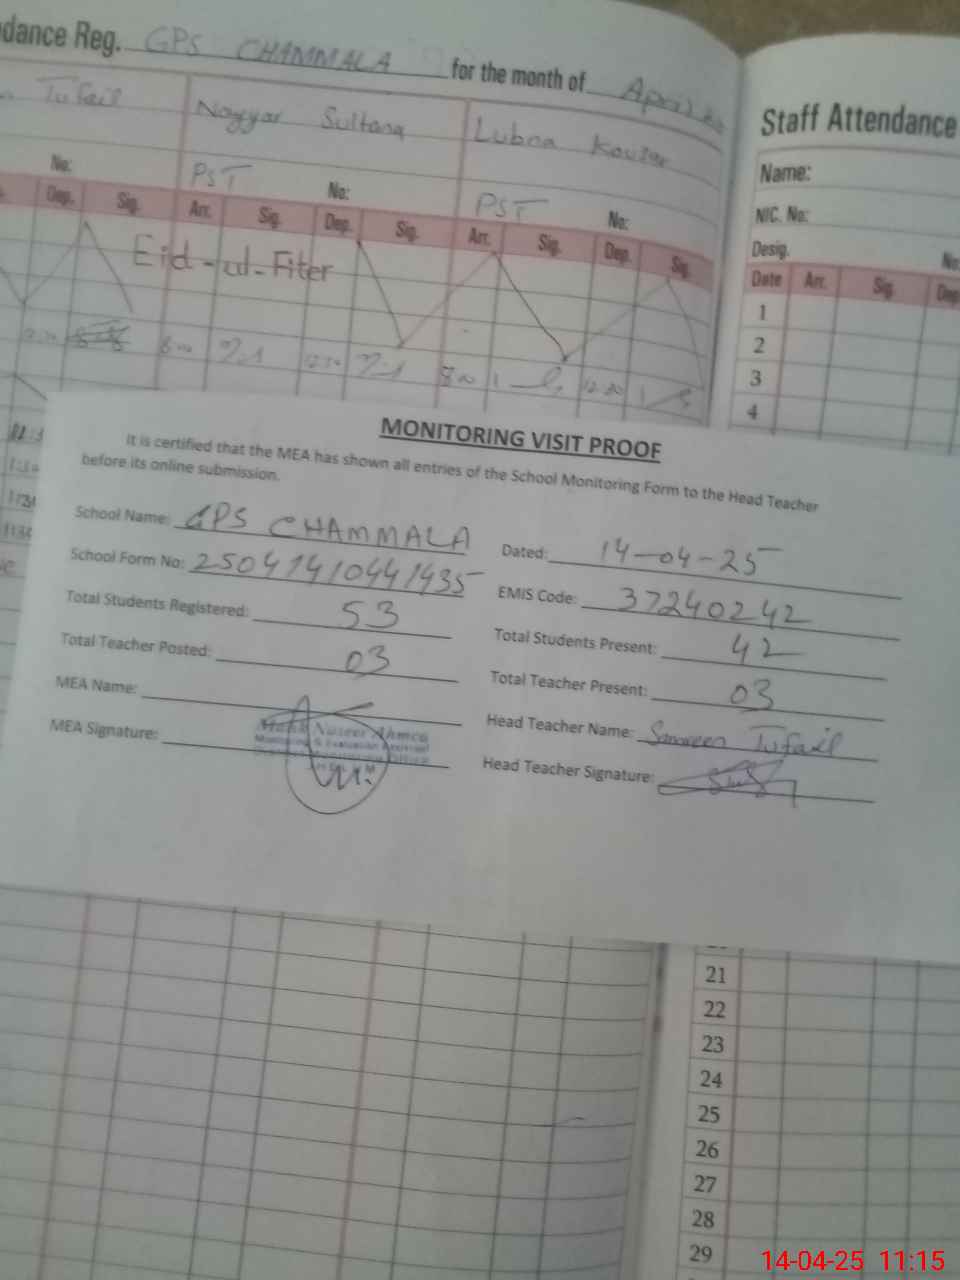 dance Reg. GPS CHAMMALA for the month of April
Tufail
Nayyar Sultana
Lubna Kouser
PST
PST
No:
No:
No:
Dep. Sig. Arr. Sig. Dep. Sig. Arr. Sig. Dep. Sig.
Eid-ul-Fiter
Staff Attendance
Name:
NIC. No:
Desig.
No:
Date Arr. Sig. Dep
1
2
3
4
MONITORING VISIT PROOF
It is certified that the MEA has shown all entries of the School Monitoring Form to the Head Teacher
before its online submission.
School Name: GPS CHAMMALA
Dated: 14-04-25
School Form No: 25041410441435
EMIS Code: 37240242
Total Students Registered: 53
Total Students Present: 42
Total Teacher Posted: 03
Total Teacher Present: 03
MEA Name:
Head Teacher Name: Tufail
MEA Signature:
Head Teacher Signature:
21
22
23
24
25
26
27
28
29
14-04-25 11:15